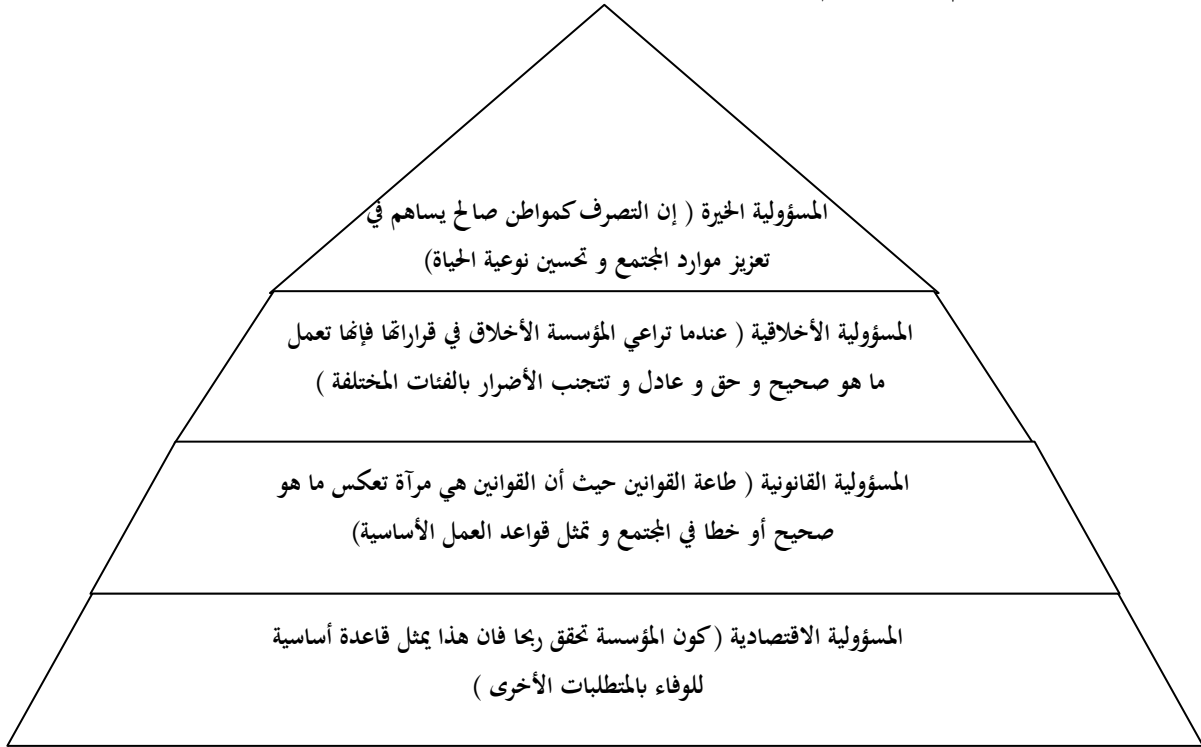 المسؤولية الخيرة ( إن التصرف كمواطن صالح يساهم في
تعزيز موارد المجتمع و تحسين نوعية الحياة)
المسؤولية الأخلاقية ( عندما تراعي المؤسسة الأخلاق في قراراتها فإنها تعمل
ما هو صحيح و حق و عادل و تتجنب الأضرار بالفئات المختلفة )
المسؤولية القانونية ( طاعة القوانين حيث أن القوانين هي مرآة تعكس ما هو
صحيح أو خطا في المجتمع و تمثل قواعد العمل الأساسية)
المسؤولية الاقتصادية ( كون المؤسسة تحقق ربحا فان هذا يمثل قاعدة أساسية
للوفاء بالمتطلبات الأخرى )